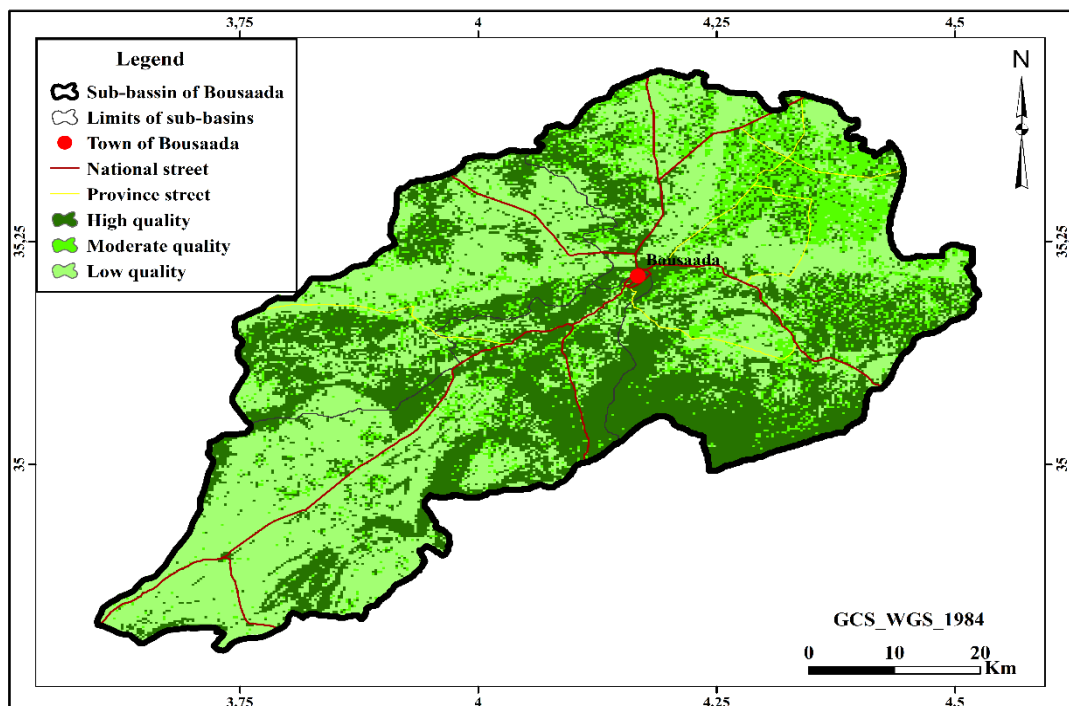 3,75 4 4,25 4,5
Legend
Sub-bassin of Bousaada
Limits of sub-basins
Town of Bousaada
National street
Province street
High quality
Moderate quality
Low quality
N
35,25 35,25
Bousaada
35 35
GCS_WGS_1984
0 10 20
Km
3,75 4 4,25 4,5